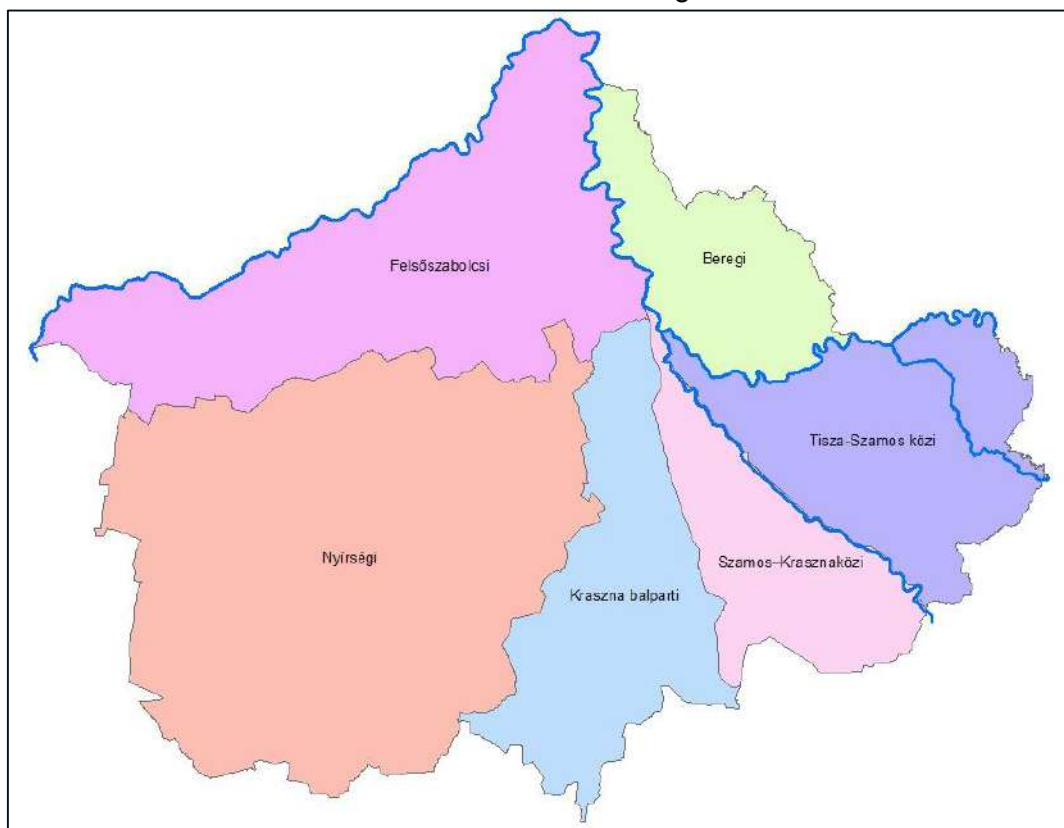 Felsőszabolcsi
Beregi
Tisza-Szamos közi
Nyírségi
Szamos–Krasznaközi
Kraszna balparti